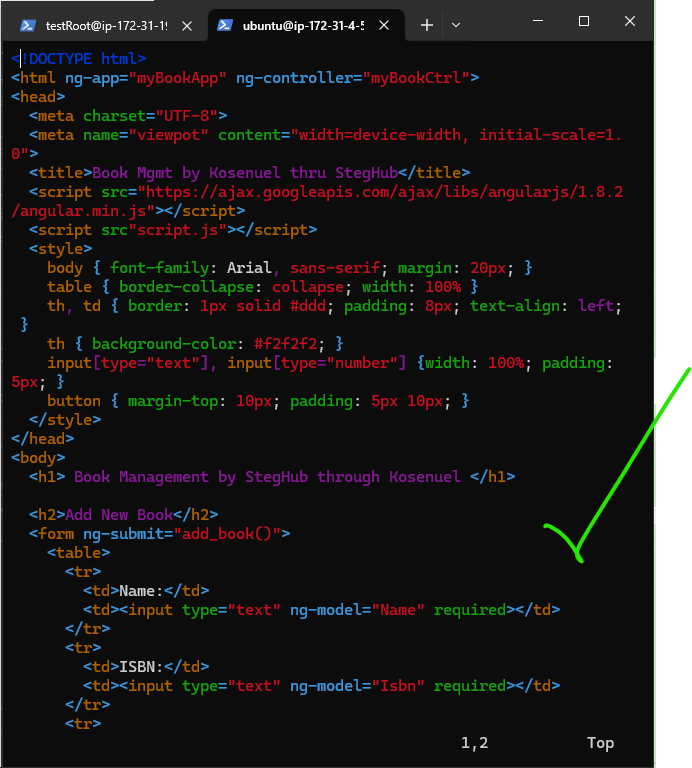 testRoot@ip-172-31-19
ubuntu@ip-172-31-4-5
<!DOCTYPE html>
<html ng-app="myBookApp" ng-controller="myBookCtrl">
<head>
  <meta charset="UTF-8">
  <meta name="viewpot" content="width=device-width, initial-scale=1.
0">
  <title>Book Mgmt by Kosenuel thru StegHub</title>
  <script src="https://ajax.googleapis.com/ajax/libs/angularjs/1.8.2
/angular.min.js"></script>
  <script src"script.js"></script>
  <style>
    body { font-family: Arial, sans-serif; margin: 20px; }
    table { border-collapse: collapse; width: 100% }
    th, td { border: 1px solid #ddd; padding: 8px; text-align: left;
 }
    th { background-color: #f2f2f2; }
    input[type="text"], input[type="number"] {width: 100%; padding:
5px; }
    button { margin-top: 10px; padding: 5px 10px; }
  </style>
</head>
<body>
  <h1> Book Management by StegHub through Kosenuel </h1>

  <h2>Add New Book</h2>
  <form ng-submit="add_book()">
    <table>
      <tr>
        <td>Name:</td>
        <td><input type="text" ng-model="Name" required></td>
      </tr>
      <tr>
        <td>ISBN:</td>
        <td><input type="text" ng-model="Isbn" required></td>
      </tr>
      <tr>
1,2 Top